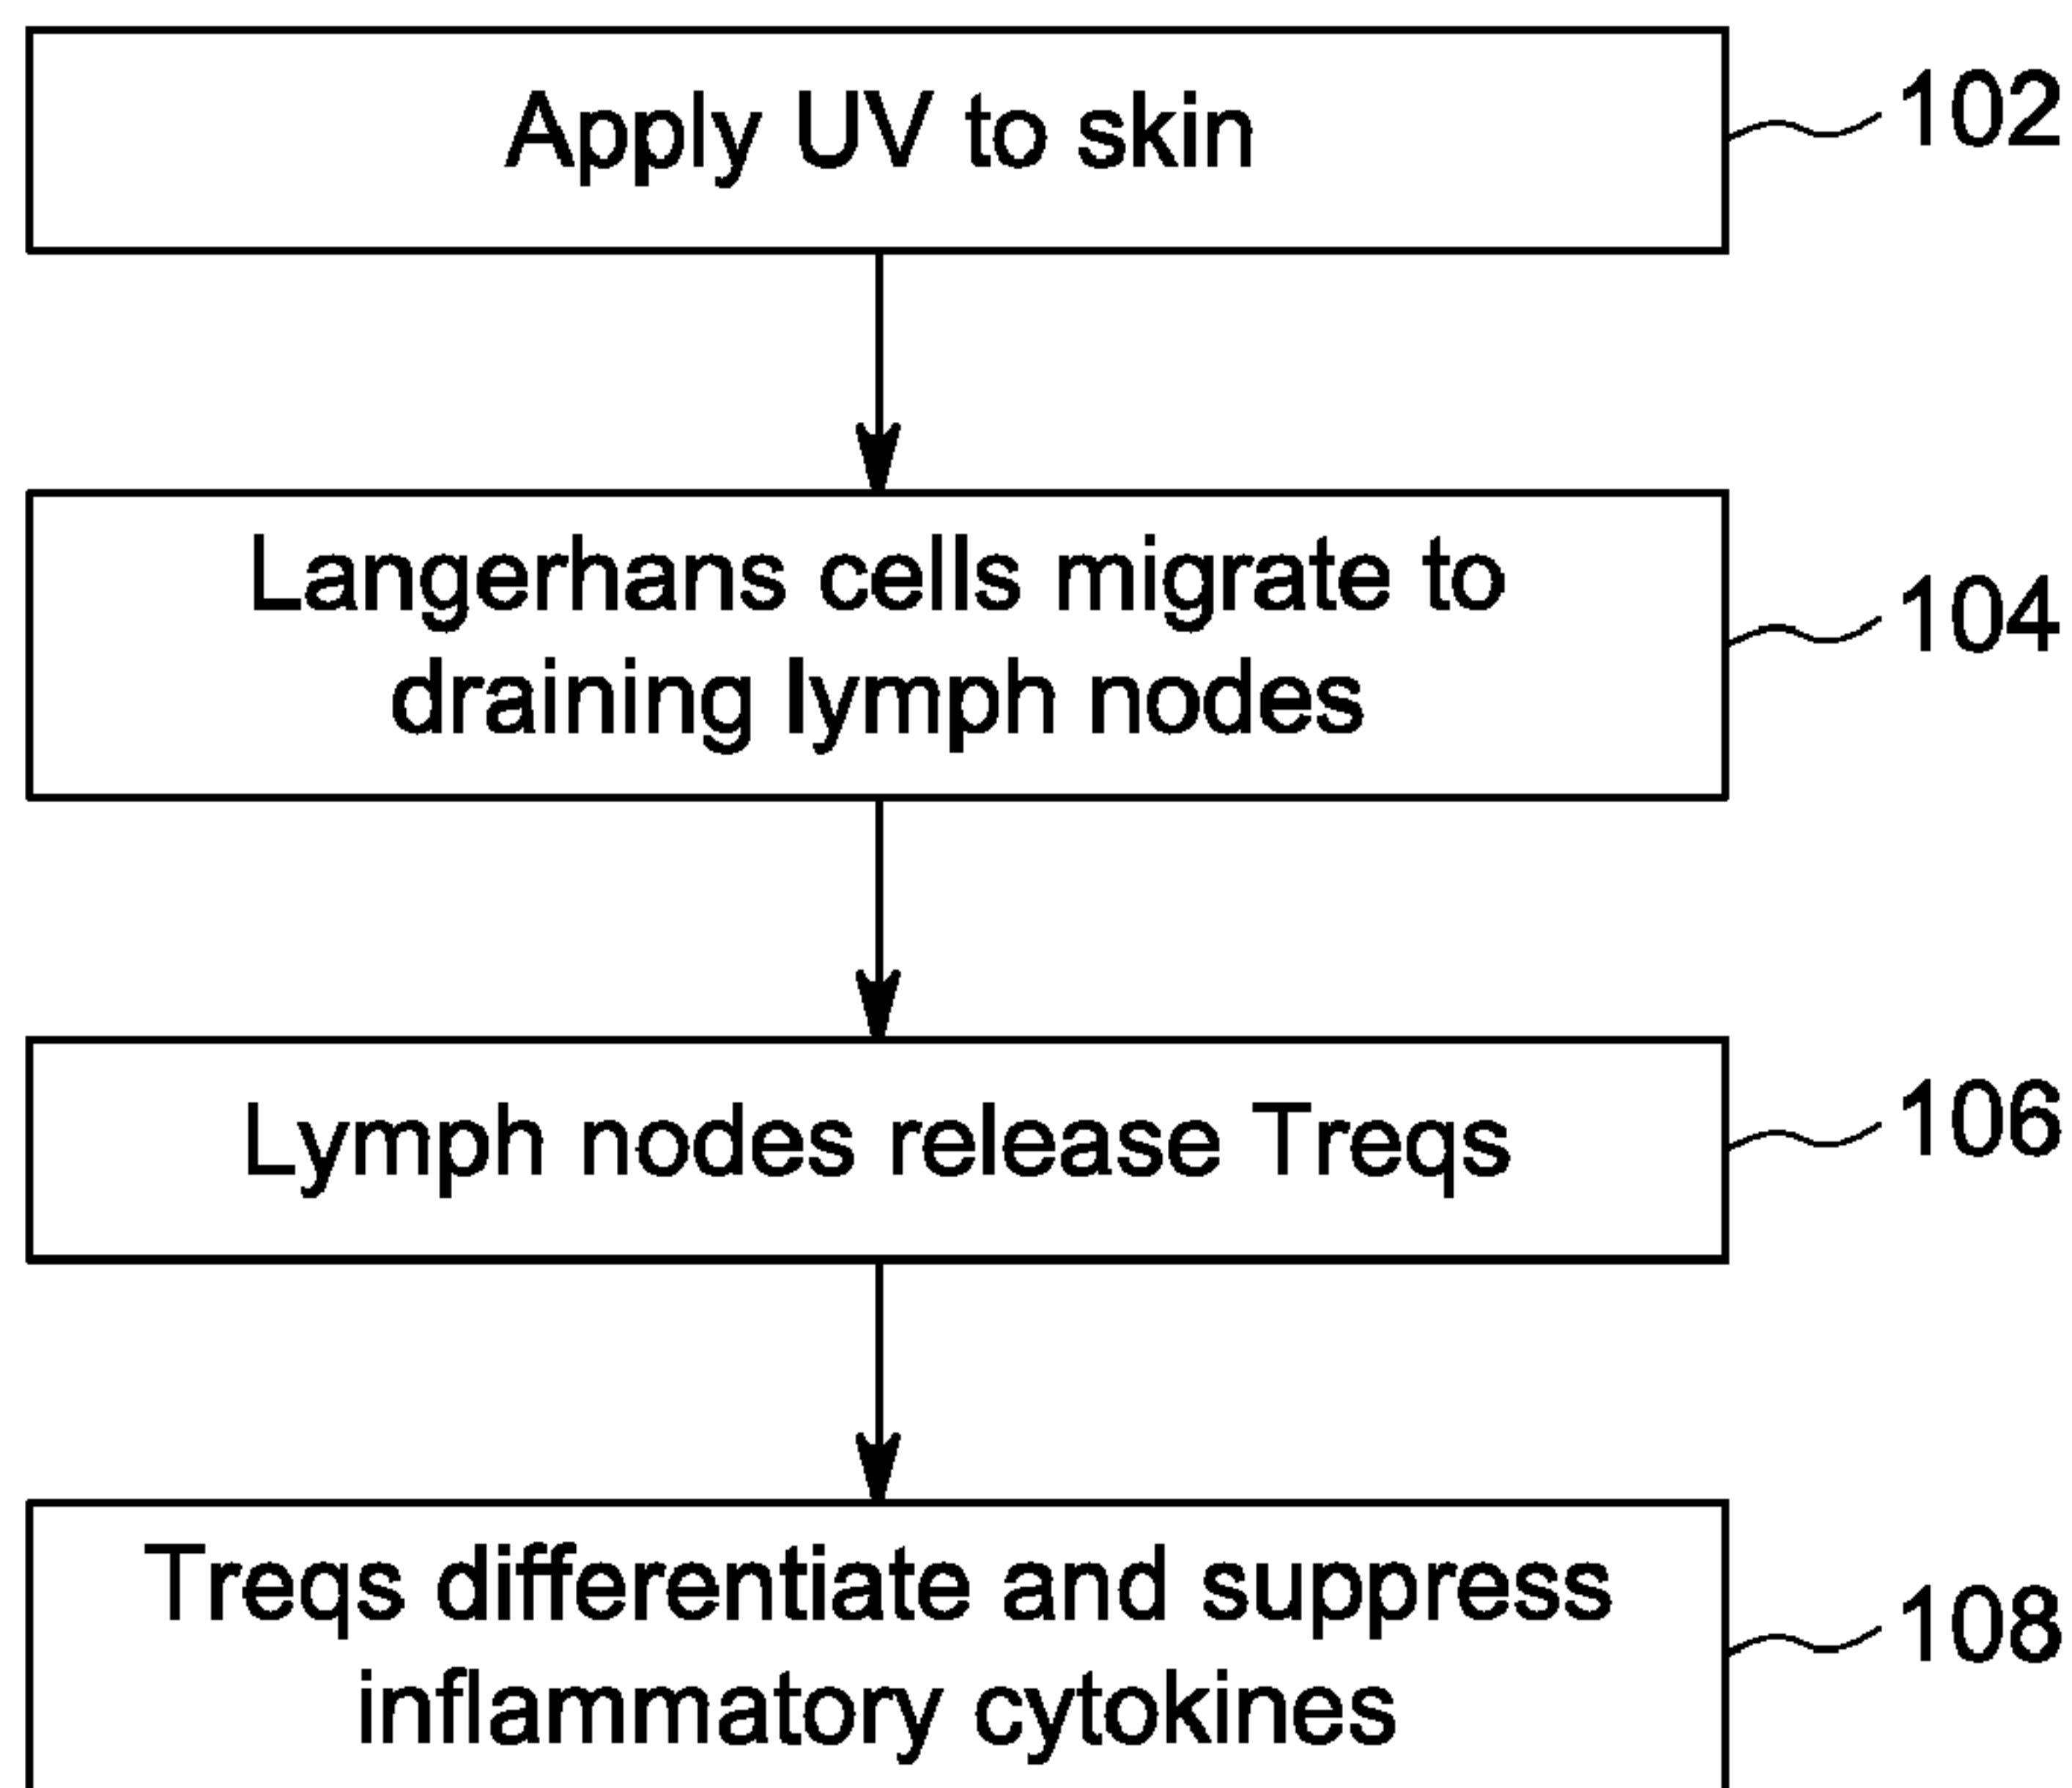 Apply UV to skin
102
Langerhans cells migrate to
draining lymph nodes
104
Lymph nodes release Treqs
106
Treqs differentiate and suppress
inflammatory cytokines
108